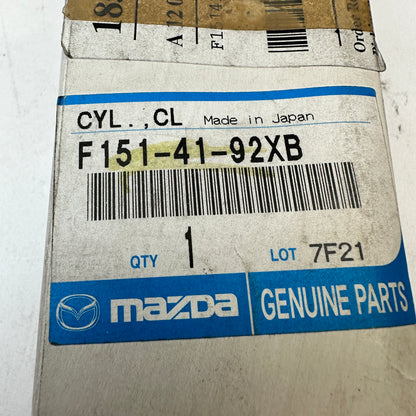 CYL.,CL Made in Japan
F151-41-92XB
QTY 1 LOT 7F21
mazda GENUINE PARTS